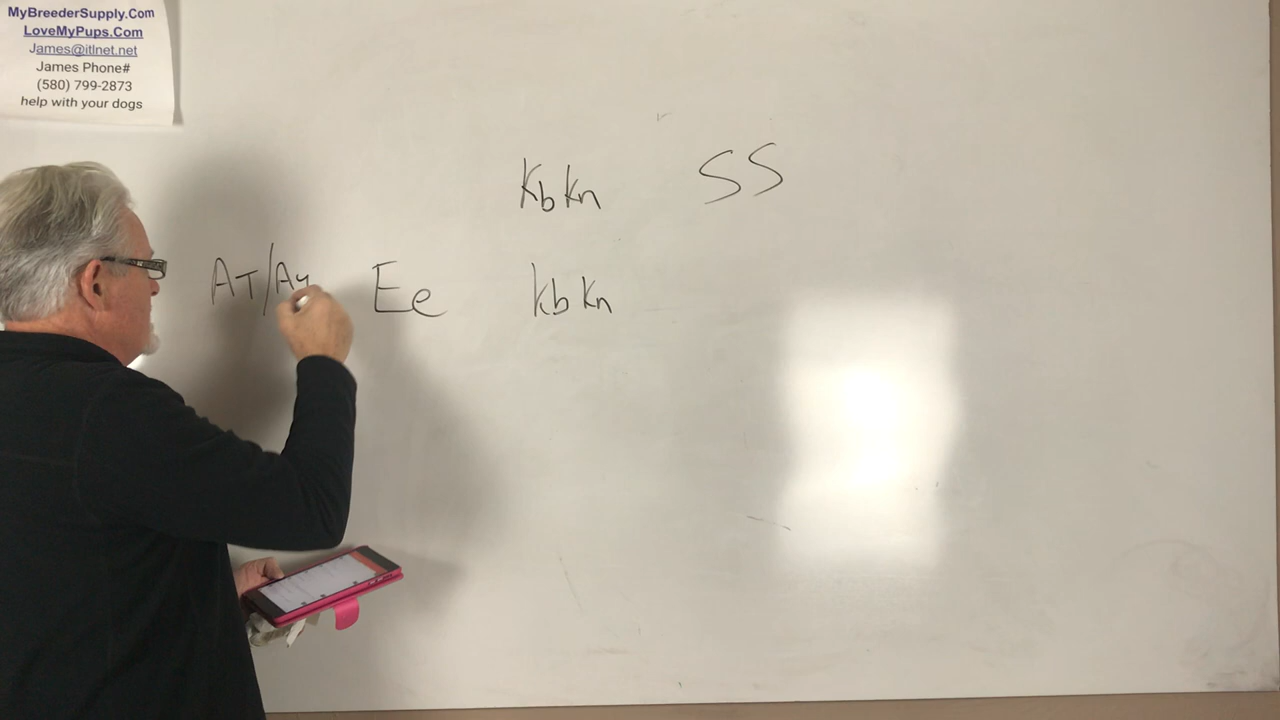 MyBreederSupply.Com
LoveMyPups.Com
James@itlnet.net
James Phone#
(580) 799-2873
help with your dogs
Kb Kn SS
AT/Ay Ee Kb Kn